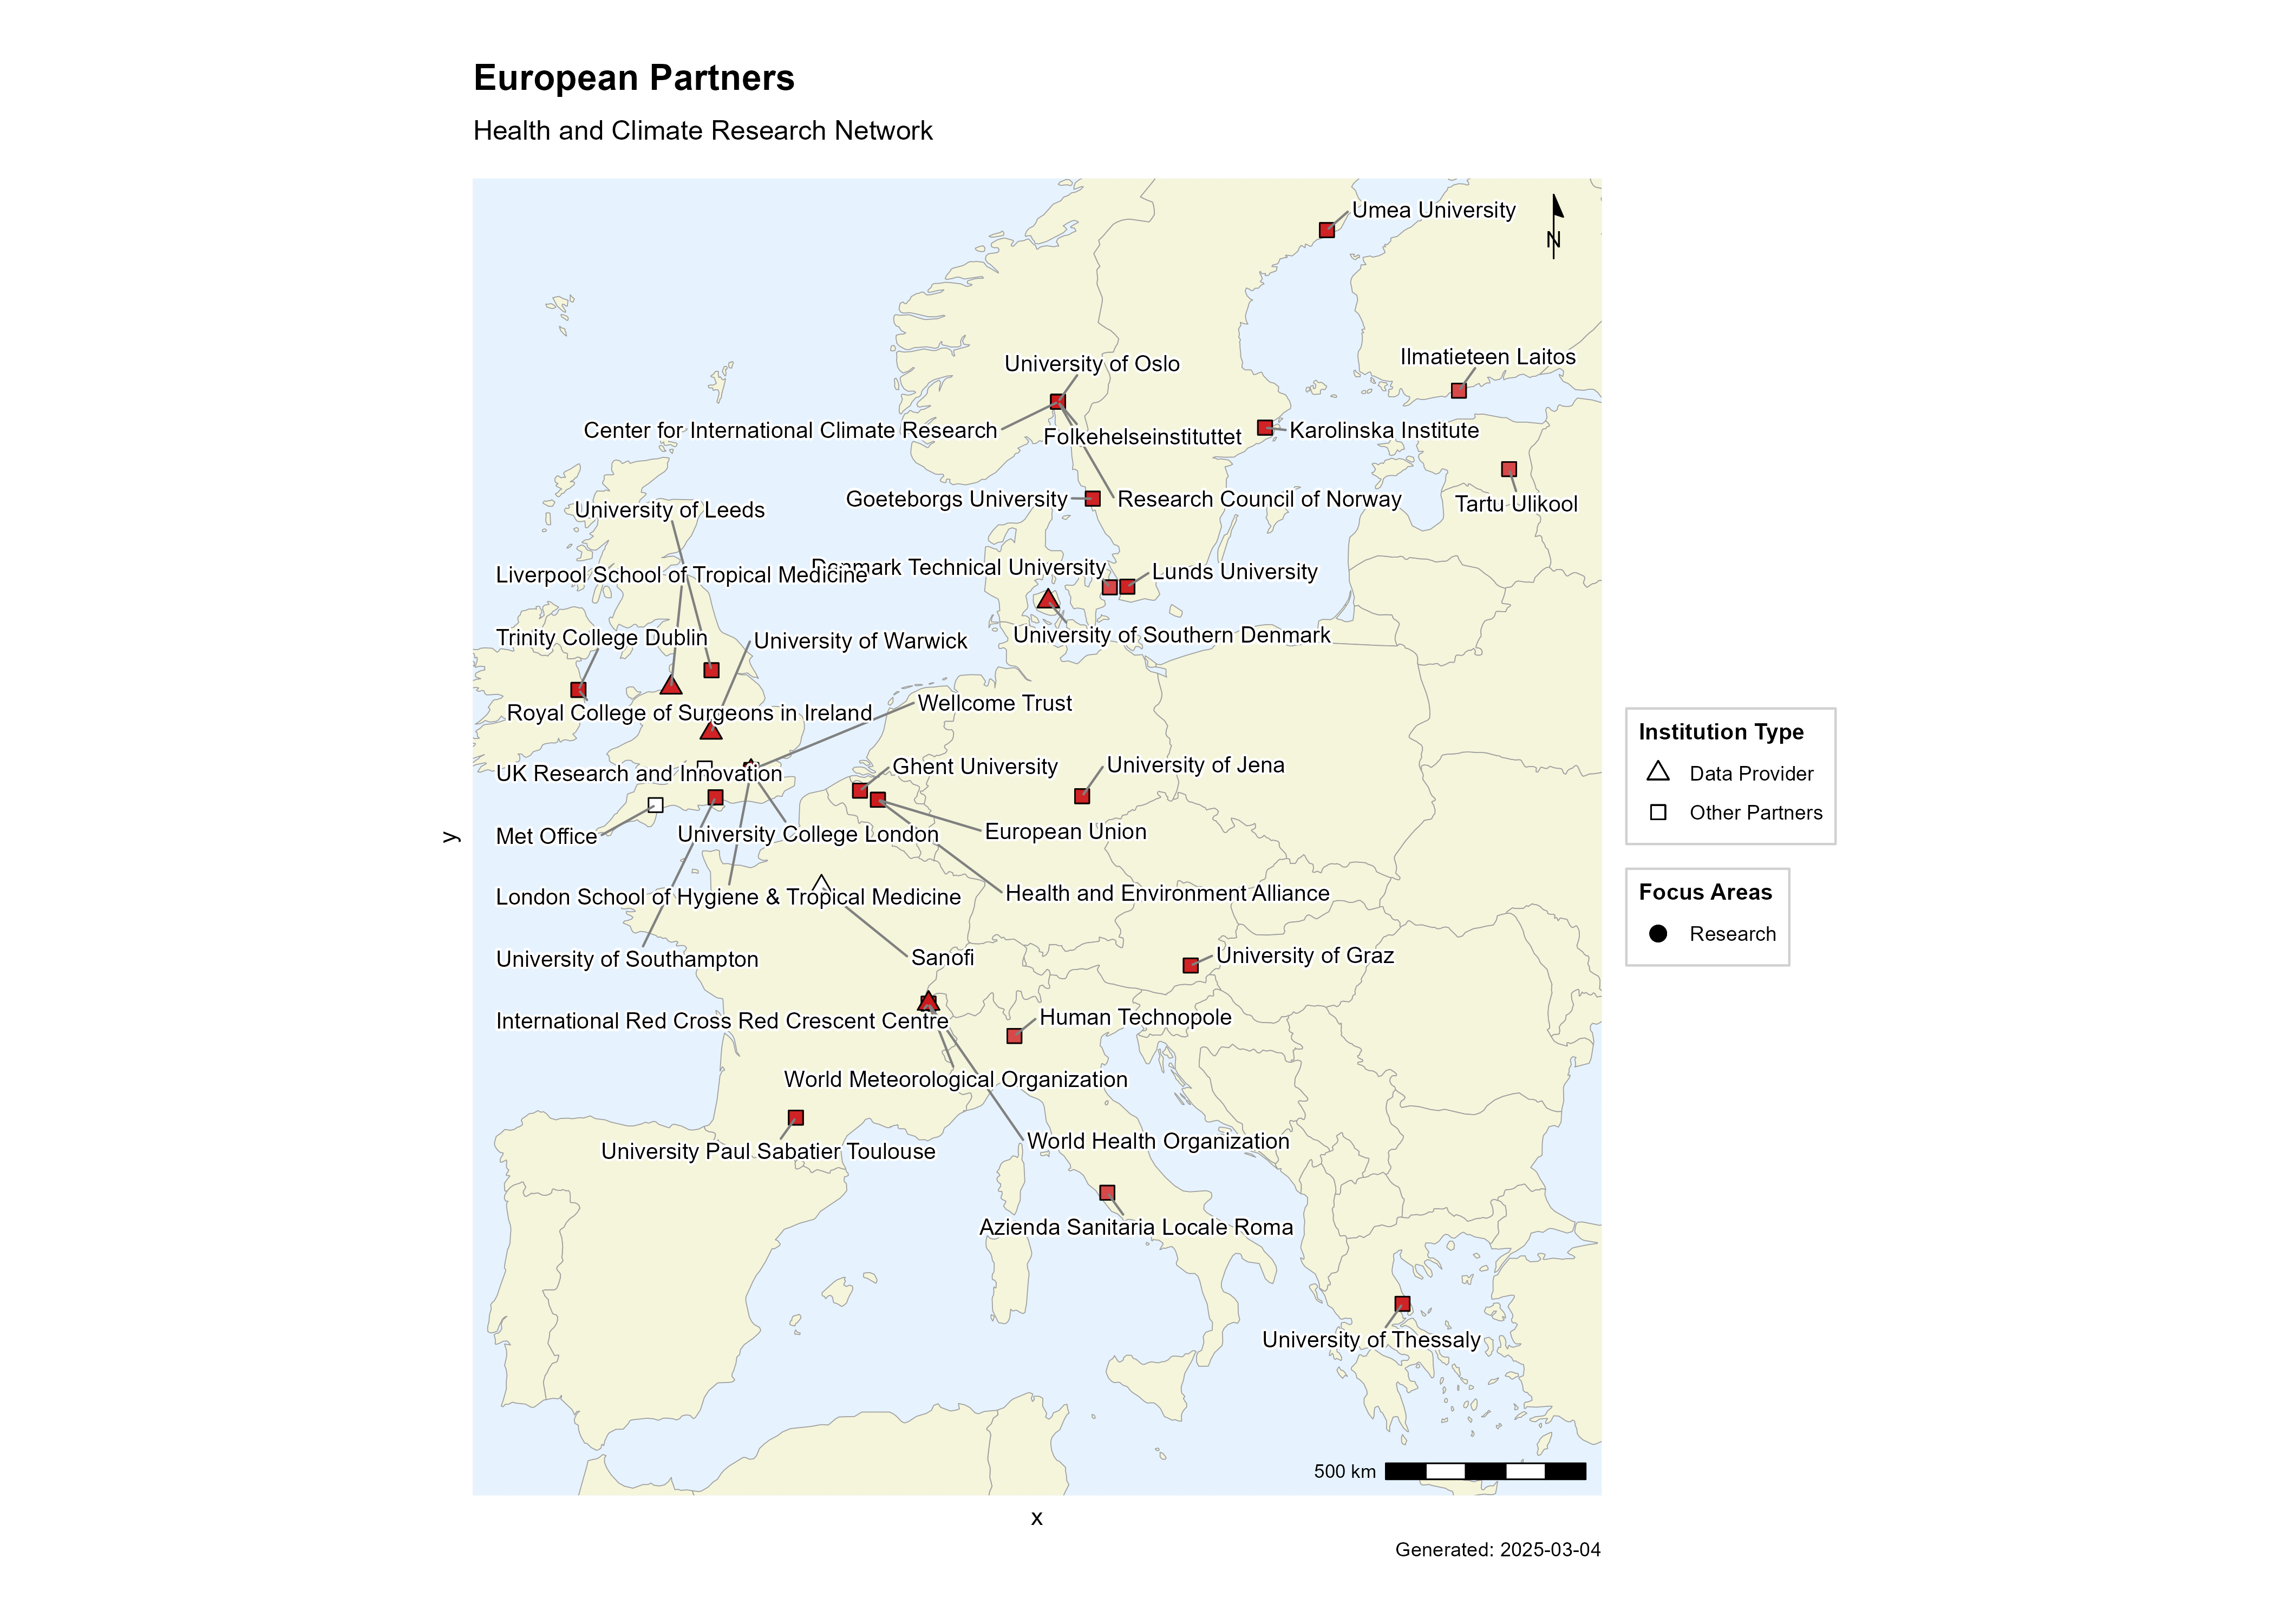 European Partners
Health and Climate Research Network
Umea University
N
Ilmatieteen Laitos
University of Oslo
Center for International Climate Research
Folkehelseinstituttet
Karolinska Institute
Goeteborgs University
Research Council of Norway
Tartu Ulikool
University of Leeds
Denmark Technical University
Liverpool School of Tropical Medicine
Lunds University
Trinity College Dublin
University of Warwick
University of Southern Denmark
Royal College of Surgeons in Ireland
Wellcome Trust
UK Research and Innovation
Ghent University
University of Jena
Met Office
University College London
European Union
London School of Hygiene & Tropical Medicine
Health and Environment Alliance
University of Southampton
Sanofi
University of Graz
International Red Cross Red Crescent Centre
Human Technopole
World Meteorological Organization
University Paul Sabatier Toulouse
World Health Organization
Azienda Sanitaria Locale Roma
University of Thessaly
500 km
y
x
Institution Type
Data Provider
Other Partners
Focus Areas
Research
Generated: 2025-03-04